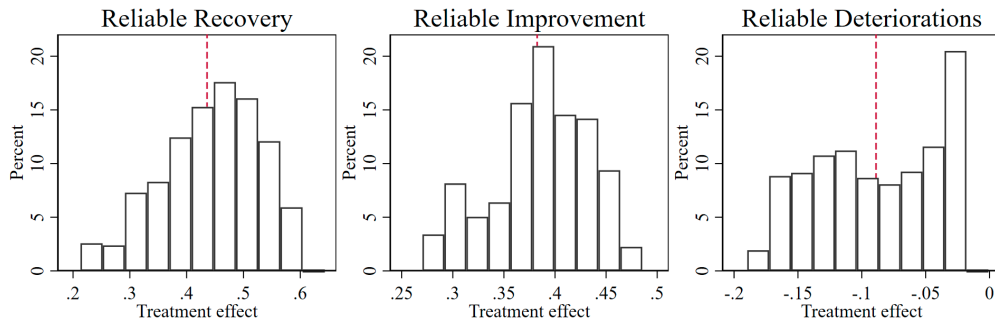 Reliable Recovery
Percent
20
15
10
5
0
.2 .3 .4 .5 .6
Treatment effect
Reliable Improvement
Percent
20
15
10
5
0
.25 .3 .35 .4 .45 .5
Treatment effect
Reliable Deteriorations
Percent
20
15
10
5
0
-.2 -.15 -.1 -.05 0
Treatment effect